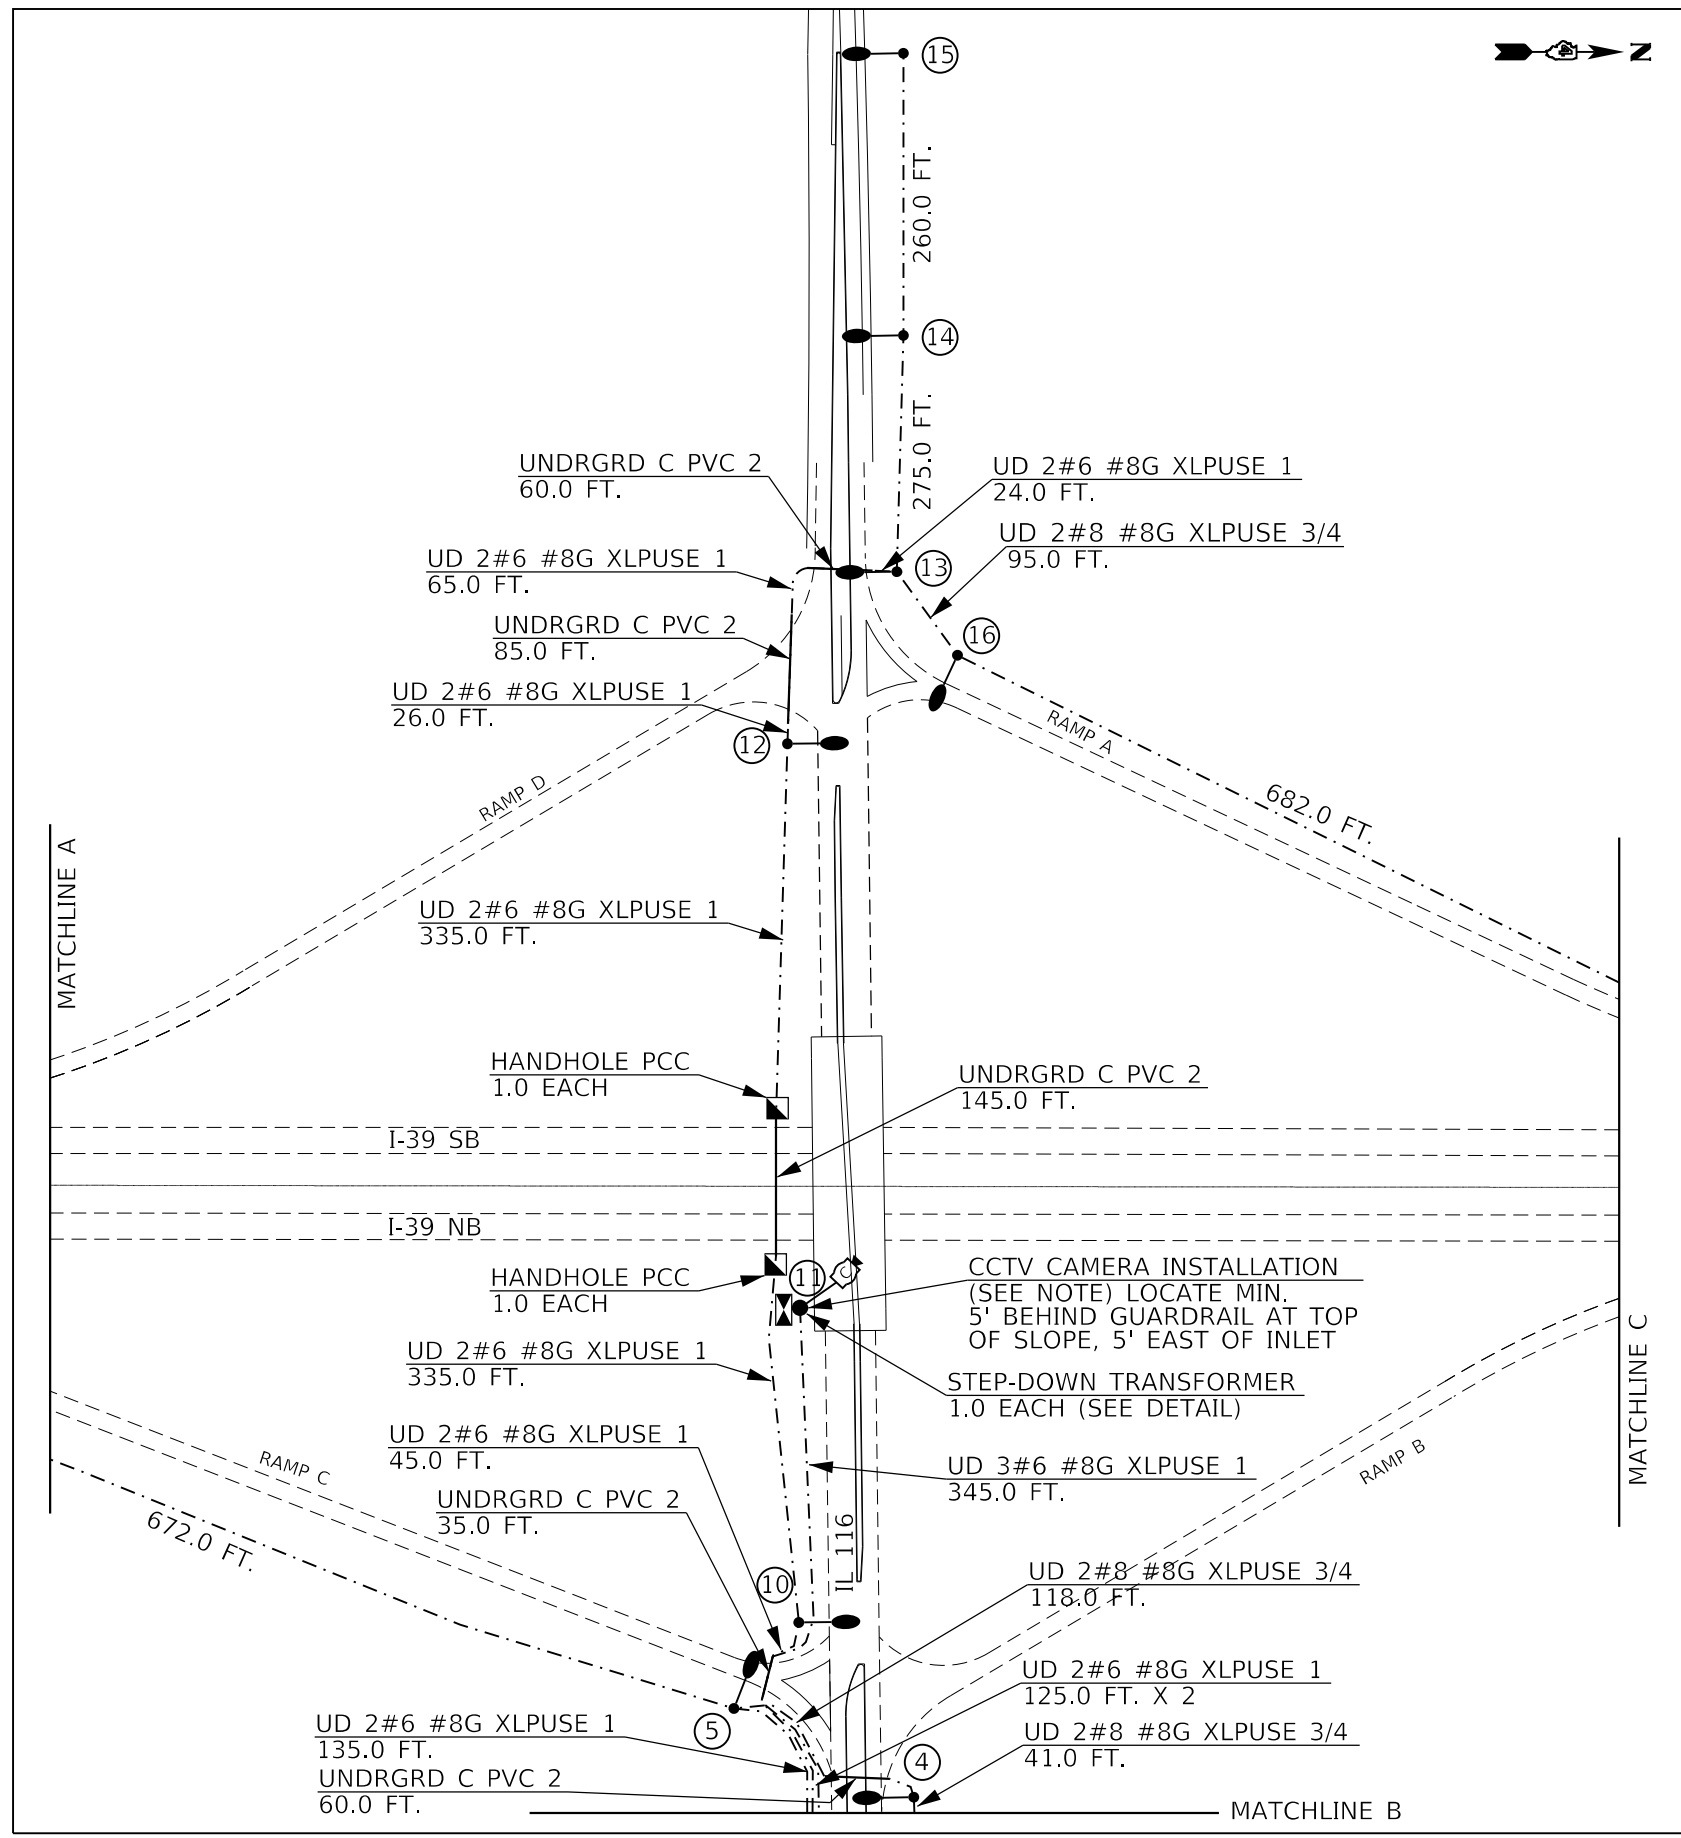 15
N
260.0 FT.
14
275.0 FT.
UNDRGRD C PVC 2
60.0 FT.
UD 2#6 #8G XLPUSE 1
24.0 FT.
UD 2#8 #8G XLPUSE 3/4
95.0 FT.
UD 2#6 #8G XLPUSE 1
65.0 FT.
13
UNDRGRD C PVC 2
85.0 FT.
16
UD 2#6 #8G XLPUSE 1
26.0 FT.
12
RAMP A
RAMP D
682.0 FT.
MATCHLINE A
UD 2#6 #8G XLPUSE 1
335.0 FT.
HANDHOLE PCC
1.0 EACH
UNDRGRD C PVC 2
145.0 FT.
I-39 SB
I-39 NB
HANDHOLE PCC
1.0 EACH
11
C
CCTV CAMERA INSTALLATION
(SEE NOTE) LOCATE MIN.
5' BEHIND GUARDRAIL AT TOP
OF SLOPE, 5' EAST OF INLET
UD 2#6 #8G XLPUSE 1
335.0 FT.
STEP-DOWN TRANSFORMER
1.0 EACH (SEE DETAIL)
MATCHLINE C
UD 2#6 #8G XLPUSE 1
45.0 FT.
RAMP C
RAMP B
UD 3#6 #8G XLPUSE 1
345.0 FT.
UNDRGRD C PVC 2
35.0 FT.
672.0 FT.
IL 116
10
UD 2#8 #8G XLPUSE 3/4
118.0 FT.
UD 2#6 #8G XLPUSE 1
125.0 FT. X 2
5
UD 2#6 #8G XLPUSE 1
135.0 FT.
4
UD 2#8 #8G XLPUSE 3/4
41.0 FT.
UNDRGRD C PVC 2
60.0 FT.
MATCHLINE B